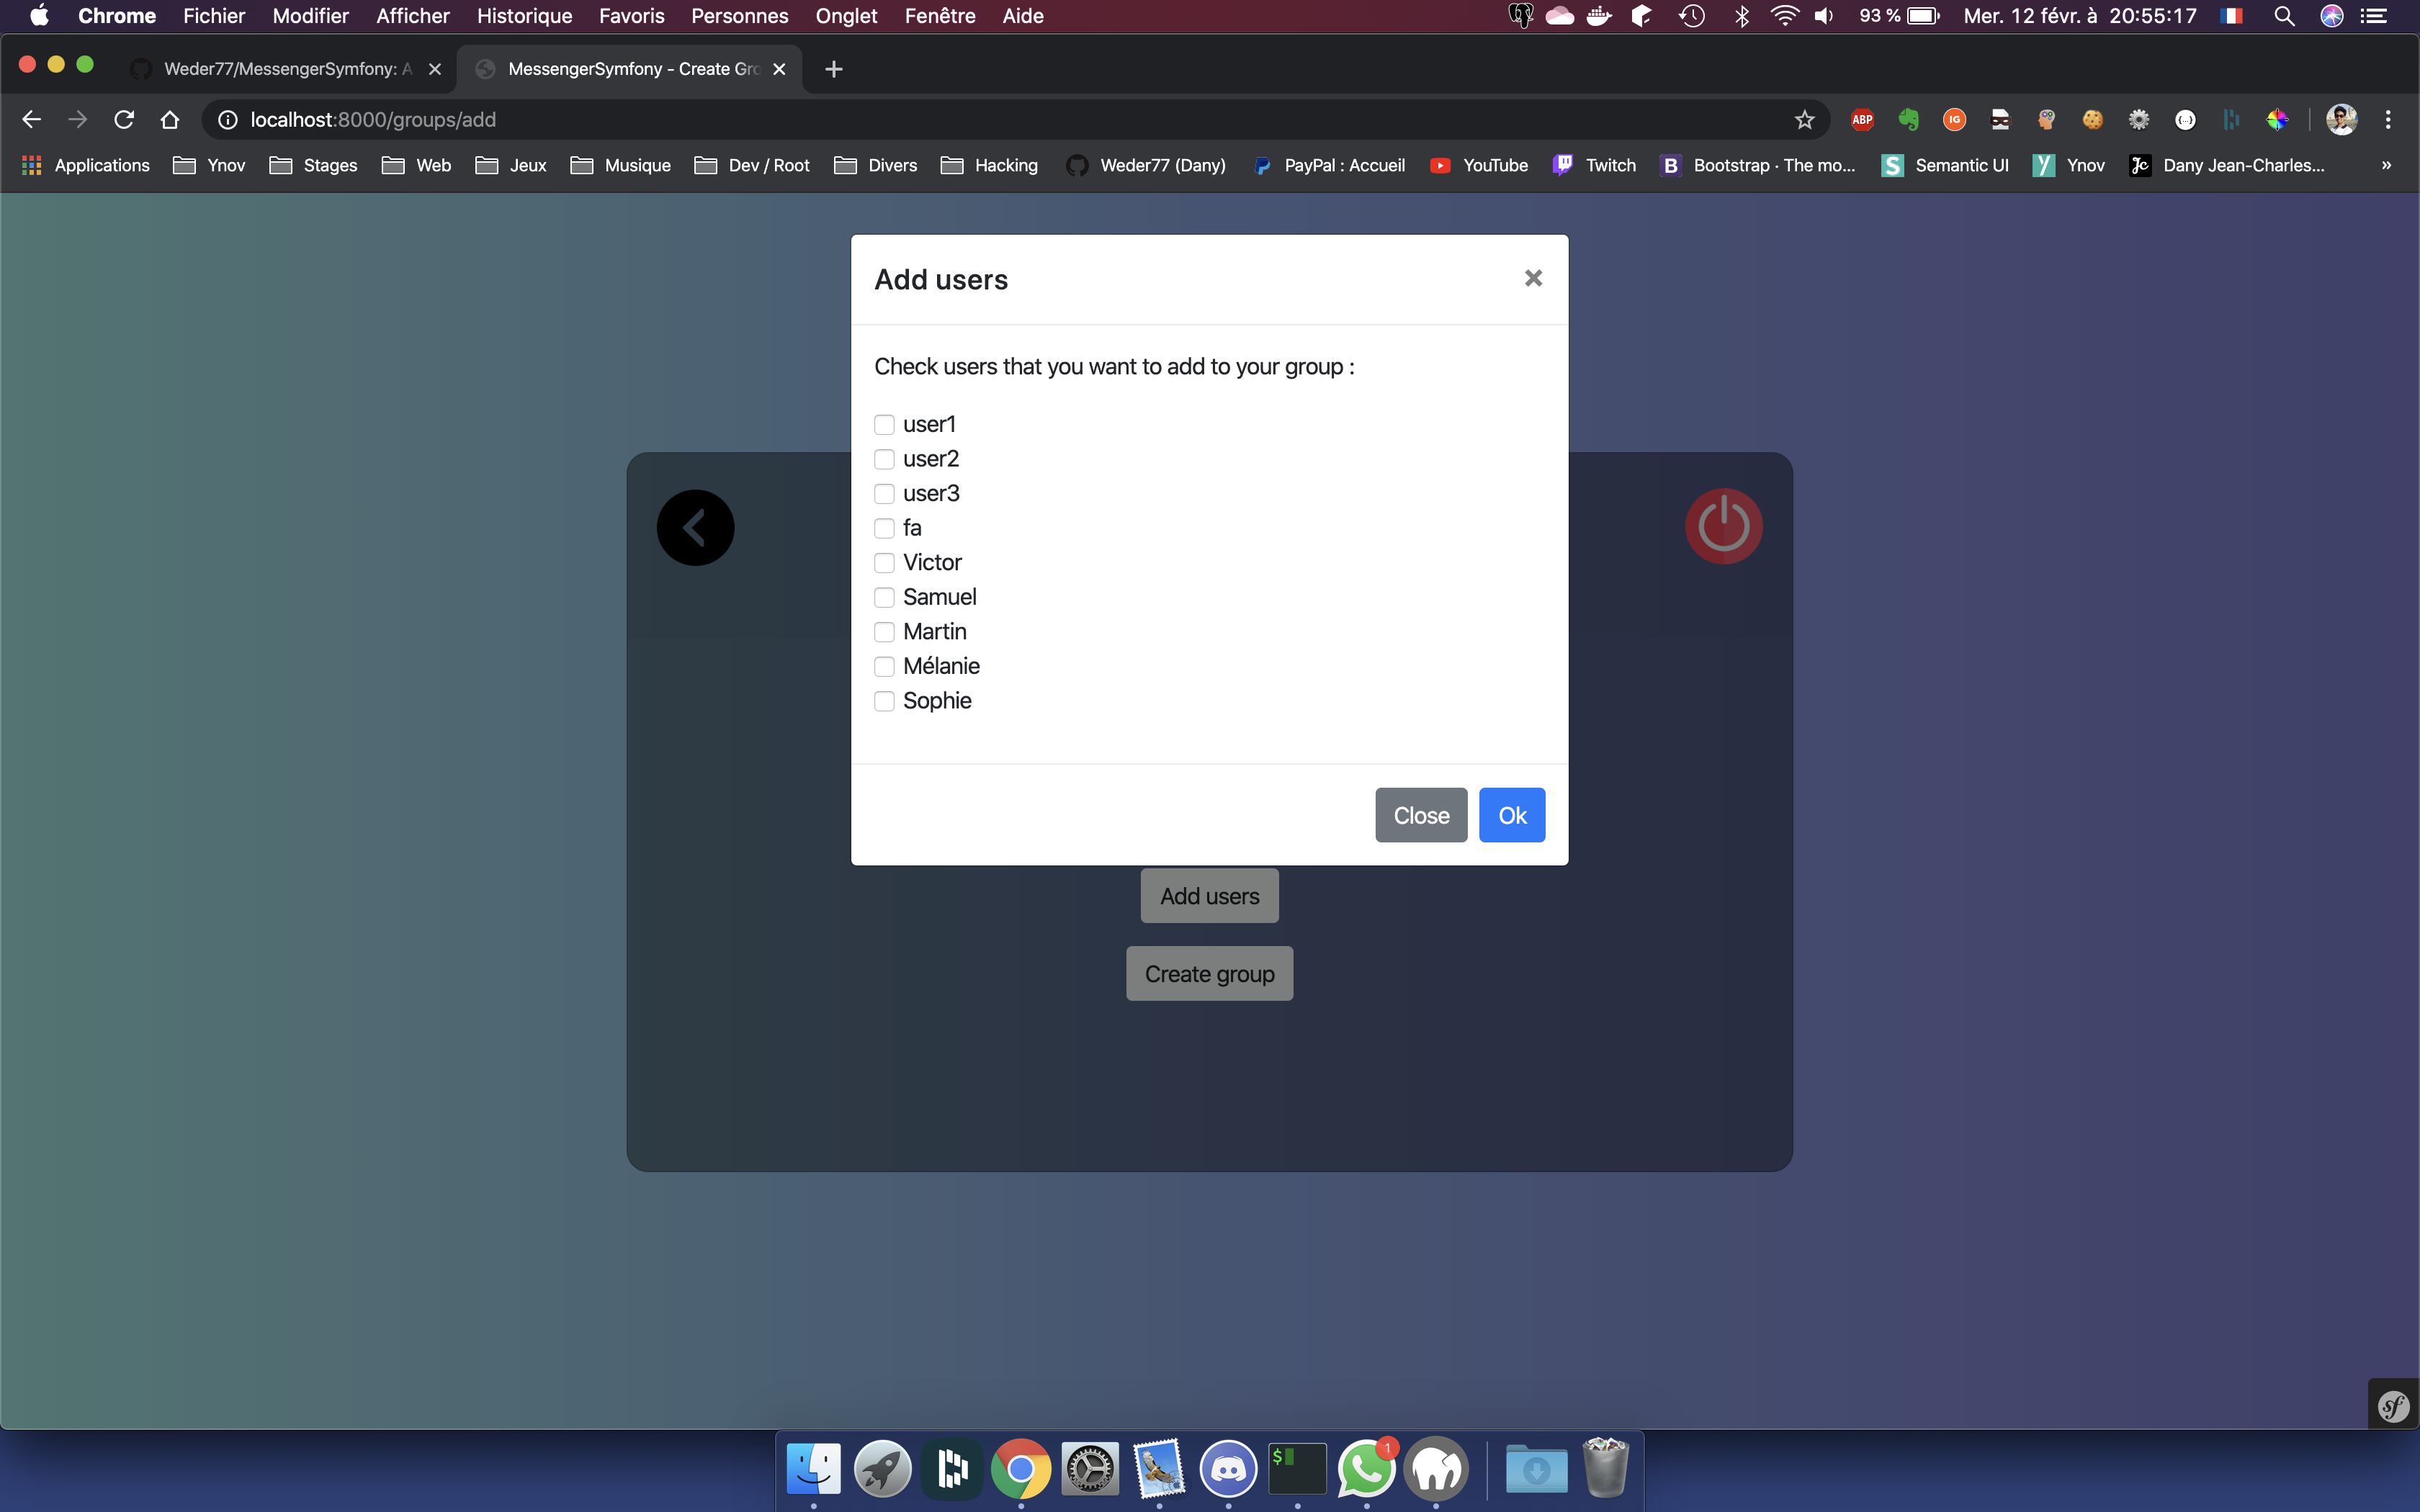 Chrome Fichier Modifier Afficher Historique Favoris Personnes Onglet Fenêtre Aide 93 % Mer. 12 févr. à 20:55:17
Weder77/MessengerSymfony: A MessengerSymfony - Create Gro
localhost:8000/groups/add ABP IG
Applications Ynov Stages Web Jeux Musique Dev / Root Divers Hacking Weder77 (Dany) PayPal : Accueil YouTube Twitch B Bootstrap · The mo... S Semantic UI y Ynov Jc Dany Jean-Charles... »
Add users
Check users that you want to add to your group :
user1
user2
user3
fa
Victor
Samuel
Martin
Mélanie
Sophie
Close Ok
Add users
Create group
sf
$ 1